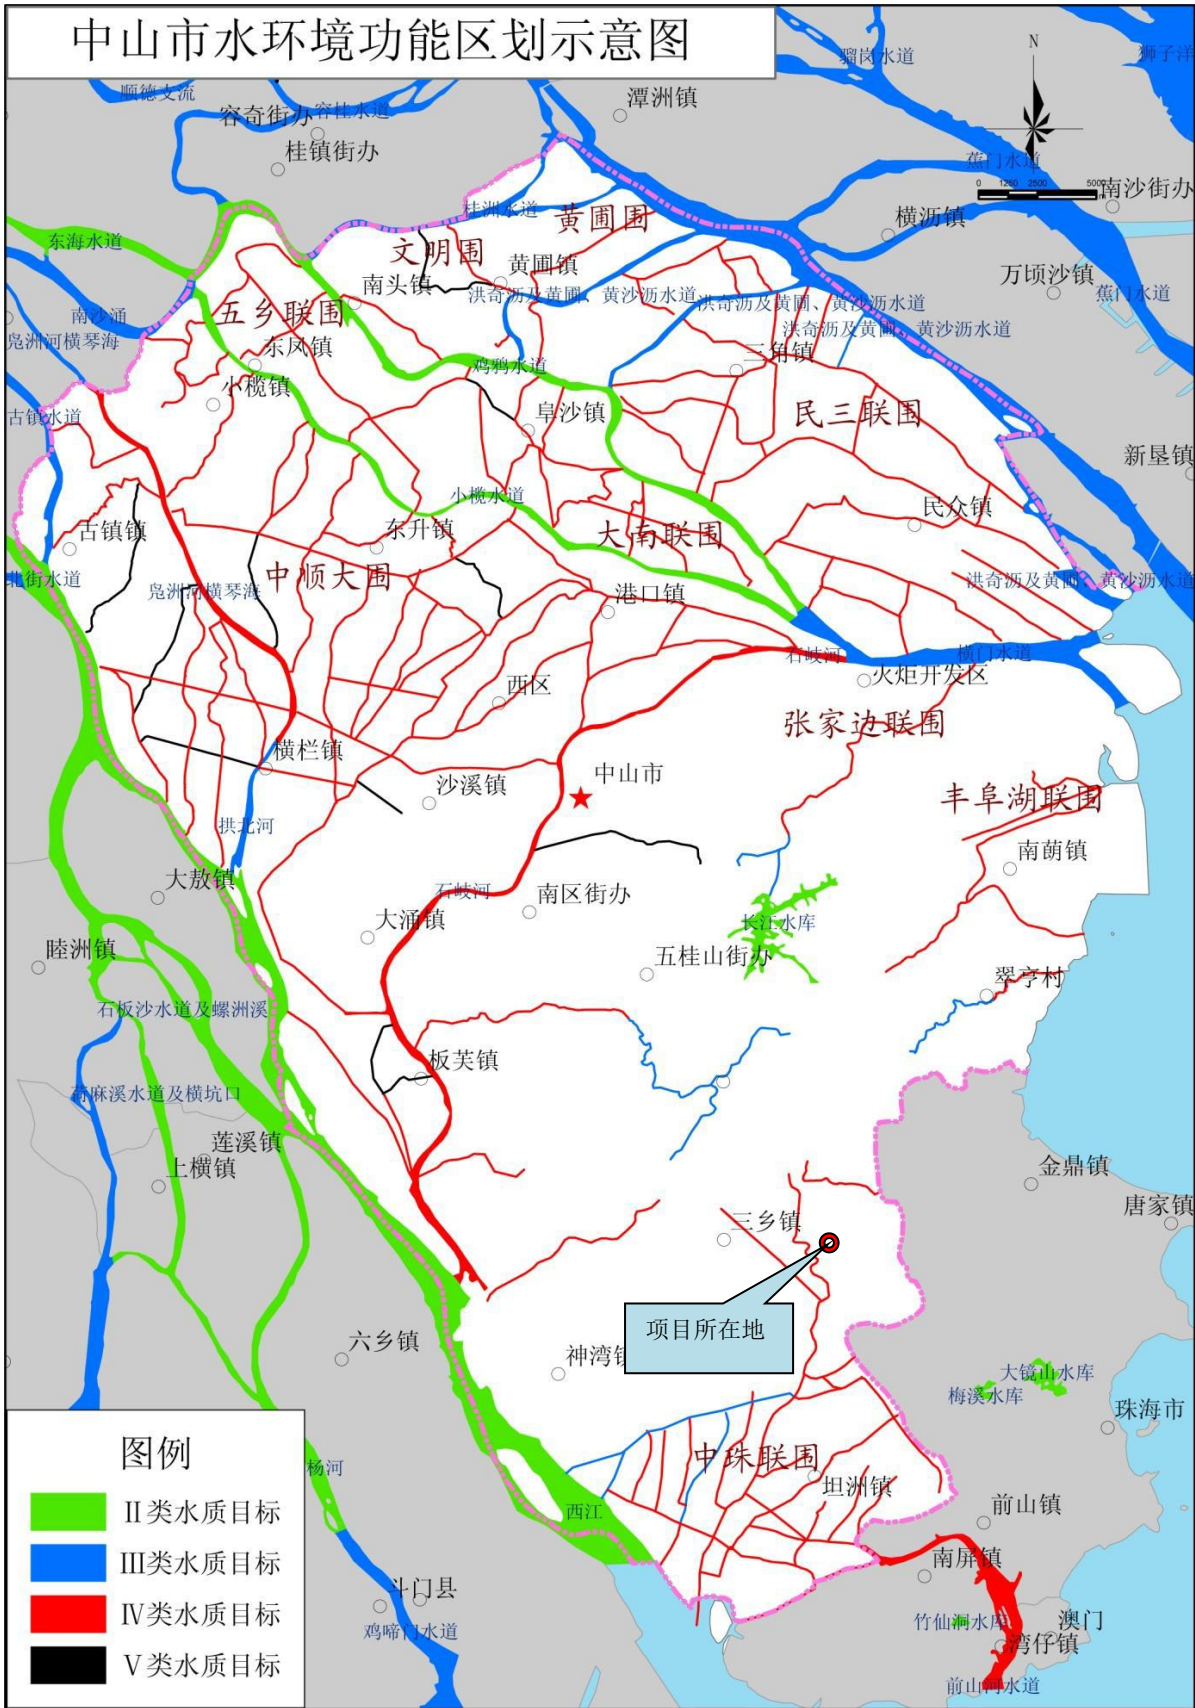 中山市水环境功能区划示意图
骝岗水道
狮子洋
顺德支流
容奇街办
容桂水道
潭洲镇
N
桂镇街办
蕉门水道
0 1250 2500 5000
南沙街办
桂洲水道
黄圃围
横沥镇
东海水道
文明围
黄圃镇
万顷沙镇
南头镇
洪奇沥及黄圃、黄沙沥水道
洪奇沥及黄圃、黄沙沥水道
蕉门水道
南沙涌
五乡联围
洪奇沥及黄圃、黄沙沥水道
凫洲河横琴海
东凤镇
鸡鸦水道
三角镇
小榄镇
古镇水道
阜沙镇
民三联围
新垦镇
小榄水道
民众镇
古镇镇
东升镇
大南联围
北街水道
凫洲河横琴海
中顺大围
港口镇
洪奇沥及黄圃、黄沙沥水道
石岐河
横门水道
西区
火炬开发区
张家边联围
横栏镇
中山市
沙溪镇
丰阜湖联围
拱北河
南蓢镇
大敖镇
石岐河
南区街办
大涌镇
长江水库
睦洲镇
五桂山街办
翠亨村
石板沙水道及螺洲溪
板芙镇
荷麻溪水道及横坑口
莲溪镇
上横镇
金鼎镇
唐家镇
三乡镇
项目所在地
六乡镇
神湾镇
大镜山水库
梅溪水库
珠海市
图例
中珠联围
杨河
坦洲镇
II类水质目标
西江
前山镇
III类水质目标
南屏镇
斗门县
IV类水质目标
鸡啼门水道
竹仙洞水库
澳门
湾仔镇
V类水质目标
前山河水道